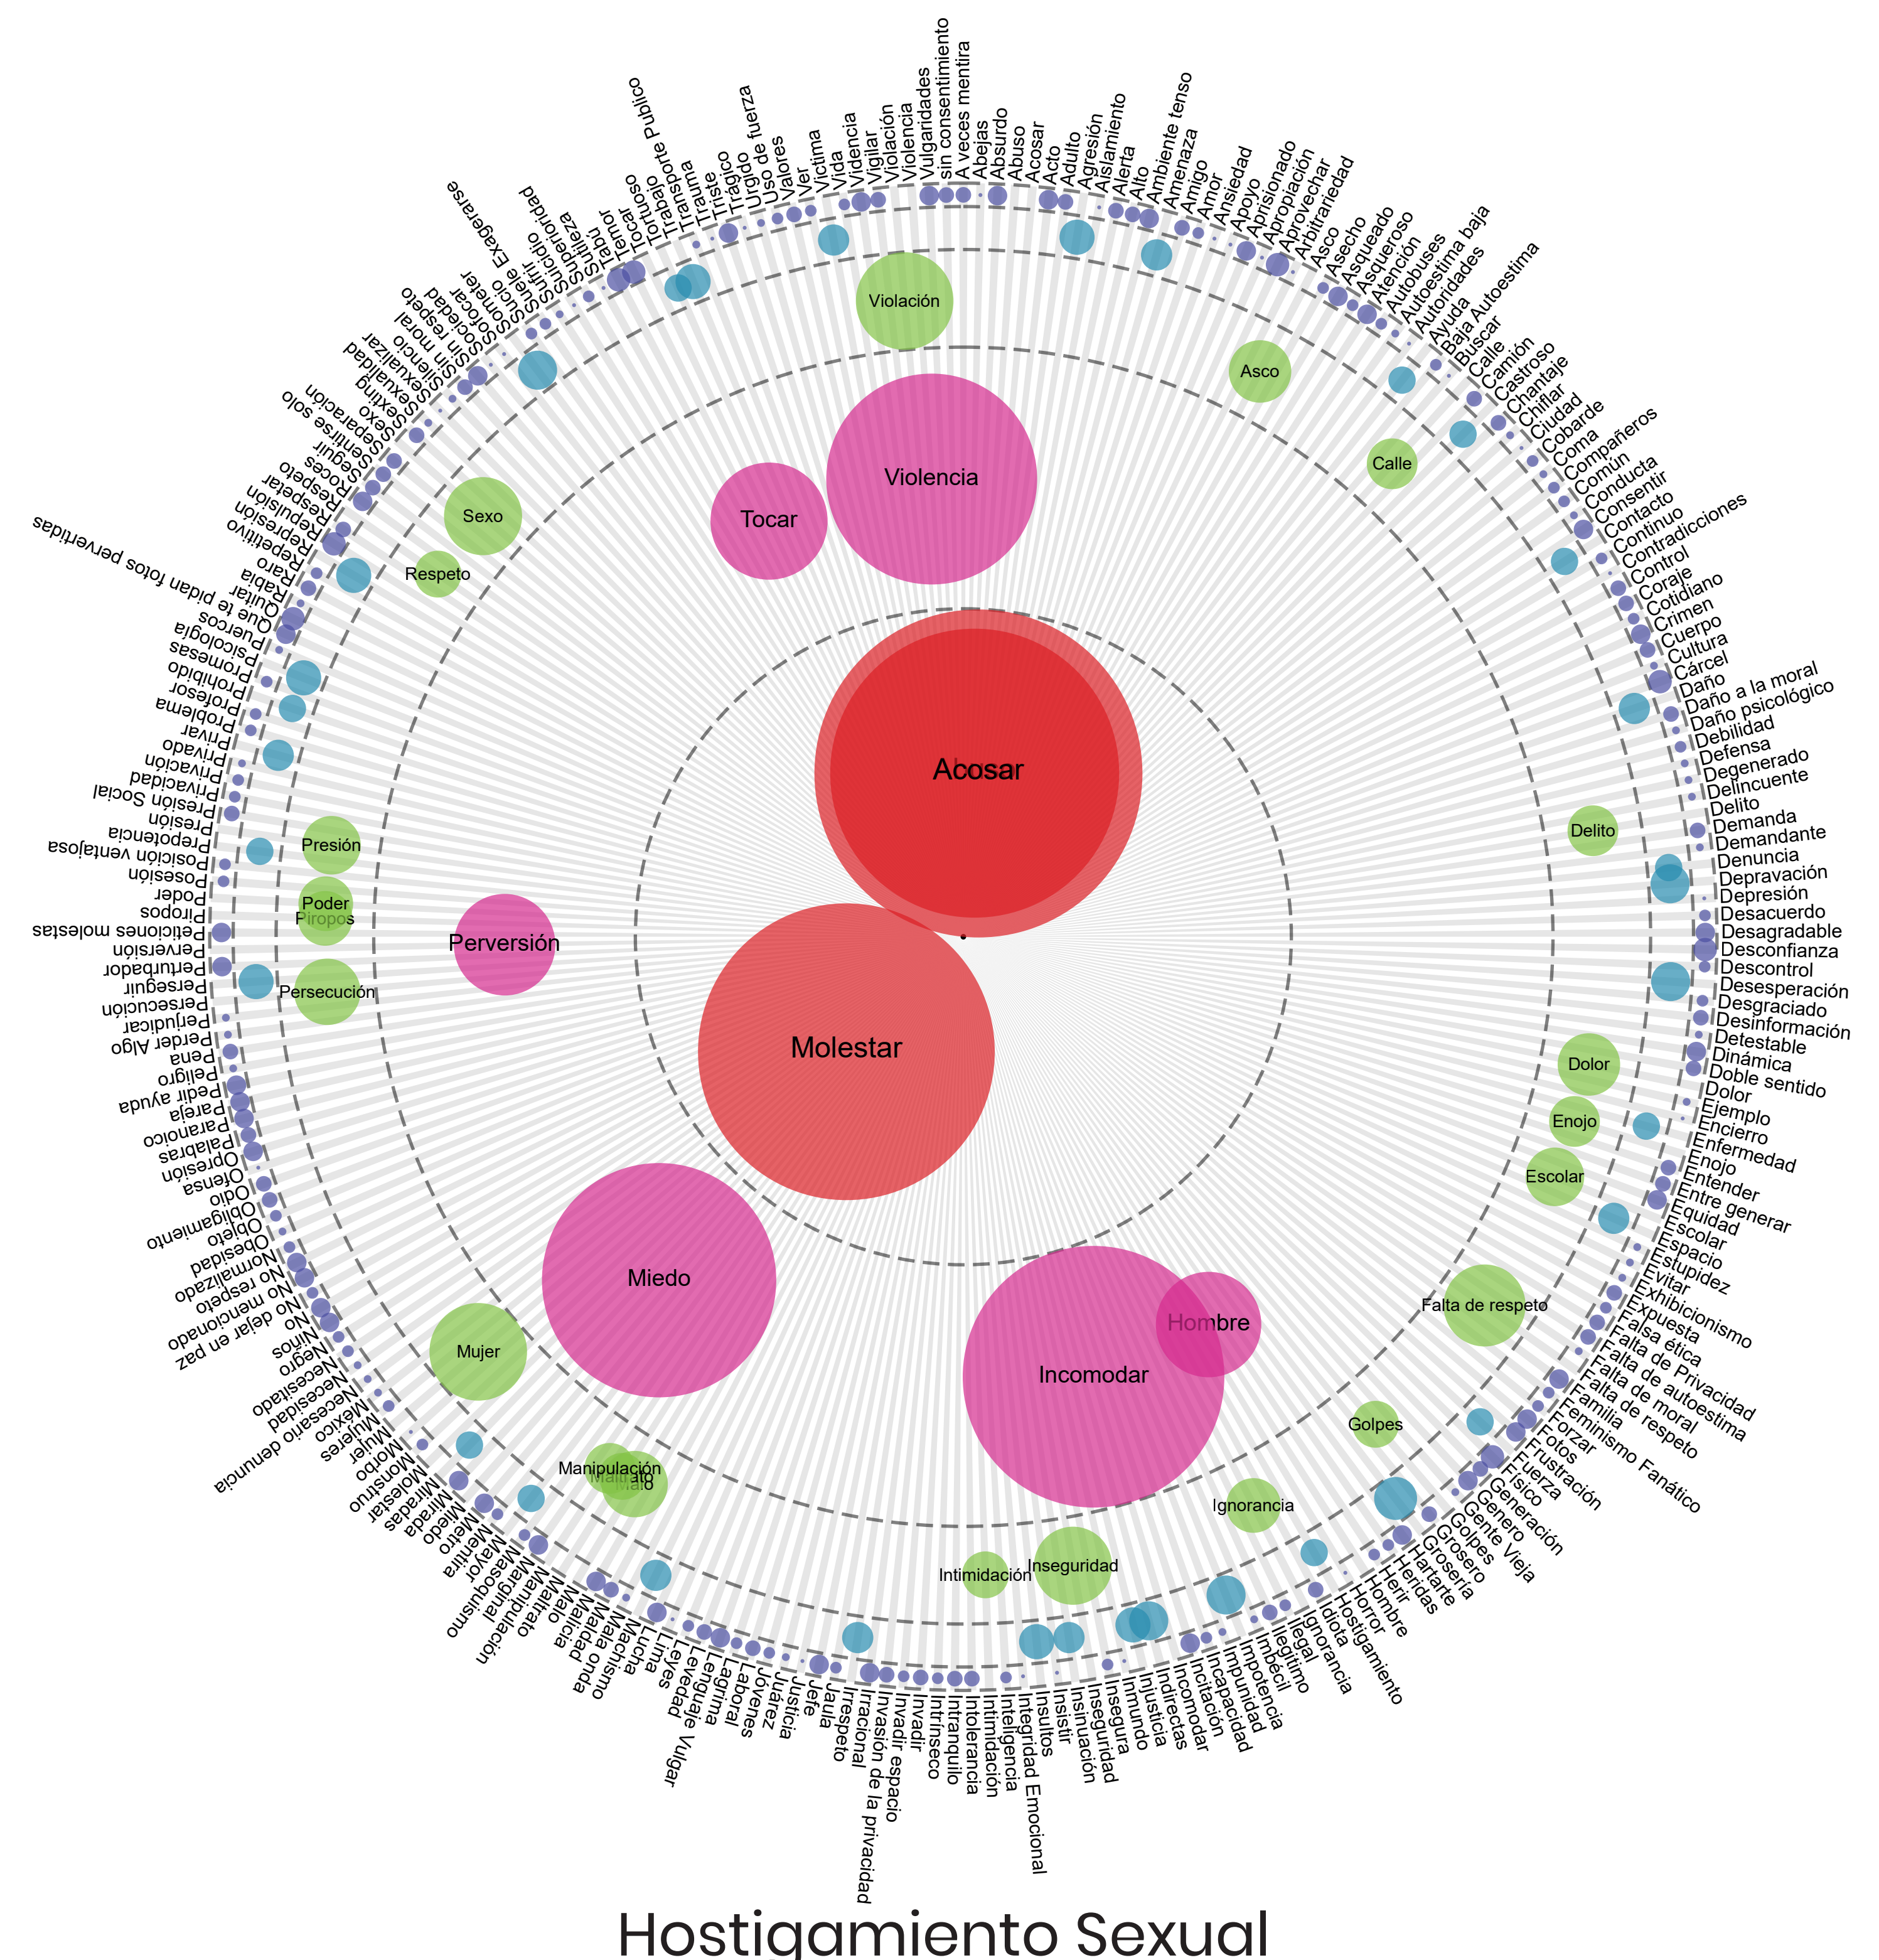 A veces mentira
Abejas
Absurdo
Abuso
Acosar
Acto
Adulto
Agresión
Aislamiento
Alerta
Alto
Ambiente tenso
Amenaza
Amigo
Amor
Ansiedad
Apoyo
Aprisionado
Apropiación
Aprovechar
Arbitrariedad
Asco
Asecho
Asqueado
Asqueroso
Atención
Autobuses
Autoestima baja
Autoridades
Ayuda
Baja Autoestima
Buscar
Calle
Camión
Castroso
Chantaje
Chiflar
Ciudad
Cobarde
Coma
Compañeros
Común
Conducta
Consentir
Contacto
Continuo
Contradicciones
Control
Coraje
Cotidiano
Crimen
Cuerpo
Cultura
Cárcel
Daño
Daño a la moral
Daño psicológico
Debilidad
Defensa
Degenerado
Delincuente
Delito
Demanda
Demandante
Denuncia
Depravación
Depresión
Desacuerdo
Desagradable
Desconfianza
Descontrol
Desesperación
Desgraciado
Desinformación
Detestable
Dinámica
Doble sentido
Dolor
Ejemplo
Encierro
Enfermedad
Enojo
Entender
Entre generar
Equidad
Escolar
Espacio
Estupidez
Evitar
Exhibicionismo
Expuesta
Falsa ética
Falta de Privacidad
Falta de autoestima
Falta de moral
Falta de respeto
Familia
Feminismo Fanático
Forzar
Fotos
Frustración
Fuerza
Físico
Generación
Genero
Gente Vieja
Golpes
Grosero
Grosería
Hartarte
Heridas
Herir
Hombre
Horror
Hostigamiento
Idiota
Ignorancia
Ilegal
Ilegítimo
Imbécil
Impotencia
Impunidad
Incapacidad
Incitación
Incomodar
Indirectas
Injusticia
Inmundo
Insegura
Inseguridad
Insinuación
Insistir
Insultos
Integridad Emocional
Inteligencia
Intimidación
Intolerancia
Intranquilo
Intrínseco
Invadir
Invadir espacio
Invasión de la privacidad
Irracional
Irrespeto
Jaula
Jefe
Justicia
Juárez
Jóvenes
Laboral
Lagrima
Lenguaje Vulgar
Levedad
Leyes
Lima
Lucha
Machismo
Mala onda
Maldad
Malicia
Malo
Maltrato
Manipulación
Marginal
Masoquismo
Mayor
Mentira
Metro
Miedo
Mirada
Miradas
Molestar
Monstruo
Morbo
Mujer
Mujeres
México
Necesario denuncia
Necesidad
Necesitado
Negro
Niños
No
No dejar en paz
No mencionado
No respeto
Normalizado
Obesidad
Objeto
Obligamiento
Odio
Ofensa
Opresión
Palabras
Paranoico
Pareja
Pedir ayuda
Peligro
Pena
Perder Algo
Perjudicar
Persecución
Perseguir
Perturbador
Perversión
Peticiones molestas
Piropos
Poder
Posesión
Posición ventajosa
Prepotencia
Presión
Presión Social
Privacidad
Privación
Privado
Privar
Problema
Profesor
Prohibido
Promesas
Psicología
Puercos
Que te pidan fotos pervertidas
Quitar
Rabia
Raro
Repetitivo
Represión
Repulsión
Respetar
Respeto
Roces
Seguir
Sentirse solo
Separación
Sexo
Sexting
Sexualidad
Sexualizar
Silencio
Sin moral
Sin respeto
Sociedad
Sofocar
Someter
Sucio
Suele Exagerarse
Sufrir
Suicidio
Superioridad
Suplieza
Tabú
Temor
Tocar
Tortuoso
Trabajo
Transporte Publico
Trauma
Triste
Trágico
Urgido
Uso de fuerza
Valores
Ver
Victima
Vida
Videncia
Vigilar
Violación
Violencia
Vulgaridades
sin consentimiento
Violación
Asco
Calle
Violencia
Tocar
Sexo
Respeto
Acosar
Presión
Poder
Piropos
Perversión
Persecución
Delito
Molestar
Dolor
Enojo
Escolar
Miedo
Mujer
Hombre
Incomodar
Falta de respeto
Golpes
Manipulación
Maltrato
Malo
Ignorancia
Inseguridad
Intimidación
Hostigamiento Sexual